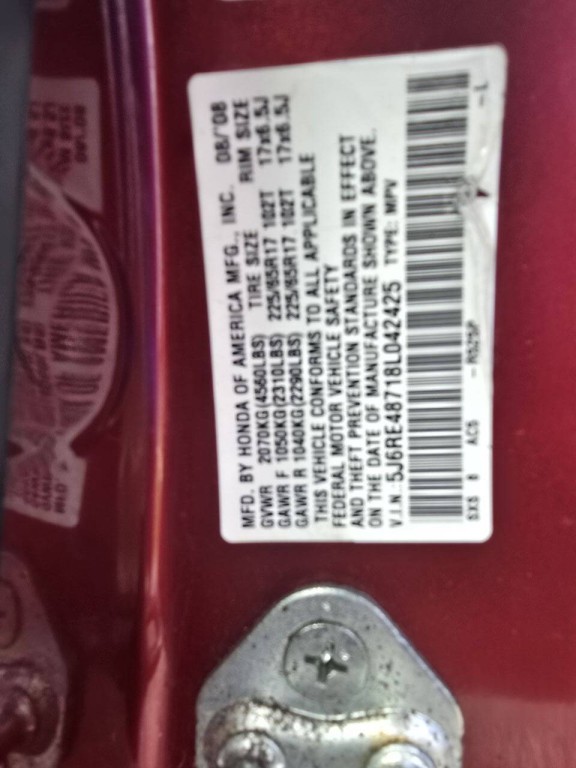 MFD. BY HONDA OF AMERICA MFG., INC. 08/'08
GVWR 2070KG(4560LBS) TIRE SIZE RIM SIZE
GAWR F 1050KG(2310LBS) 225/65R17 102T 17x6.5J
GAWR R 1040KG(2290LBS) 225/65R17 102T 17x6.5J
THIS VEHICLE CONFORMS TO ALL APPLICABLE
FEDERAL MOTOR VEHICLE SAFETY
AND THEFT PREVENTION STANDARDS IN EFFECT
ON THE DATE OF MANUFACTURE SHOWN ABOVE.
V.I.N.: 5J6RE48718L042425 TYPE: MPV
SXS 8 AC5 - R525P -L